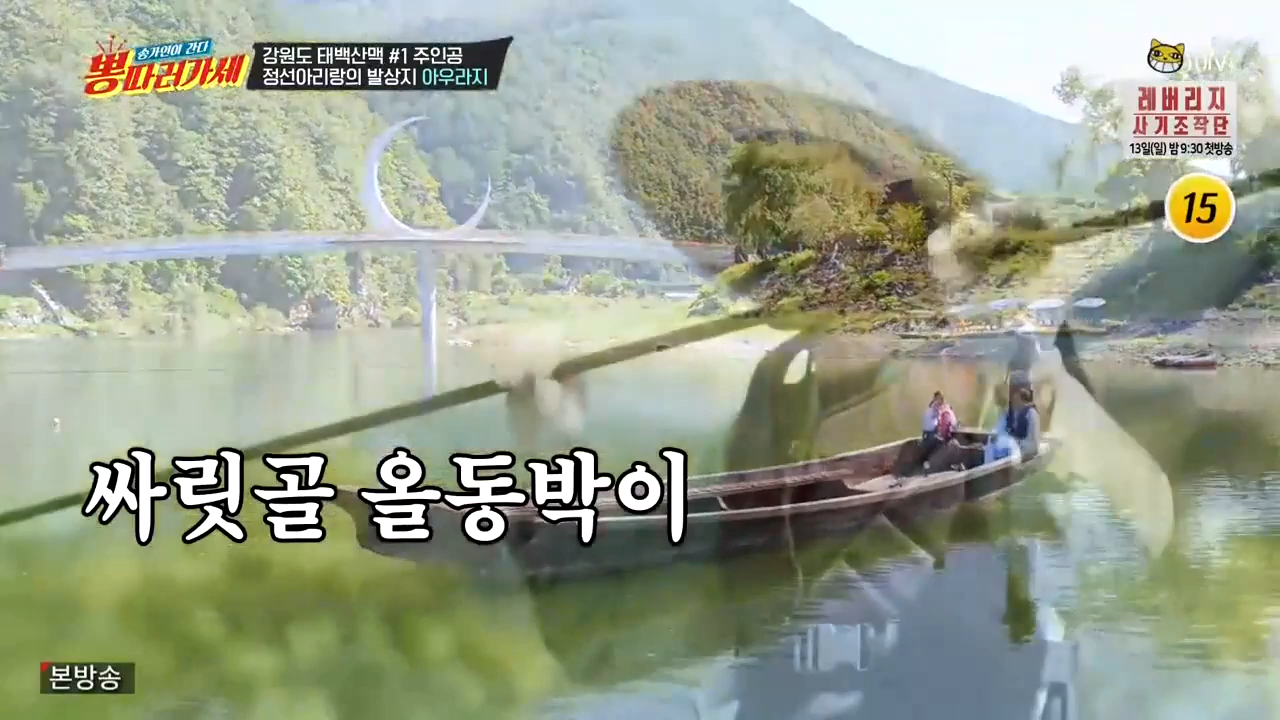 송가인이 간다
뽕따러가세
강원도 태백산맥 #1 주인공
정선아리랑의 발상지 아우라지
레버리지
사기조작단
13일(일) 밤 9:30 첫방송
15
싸릿골 올동박이
본방송